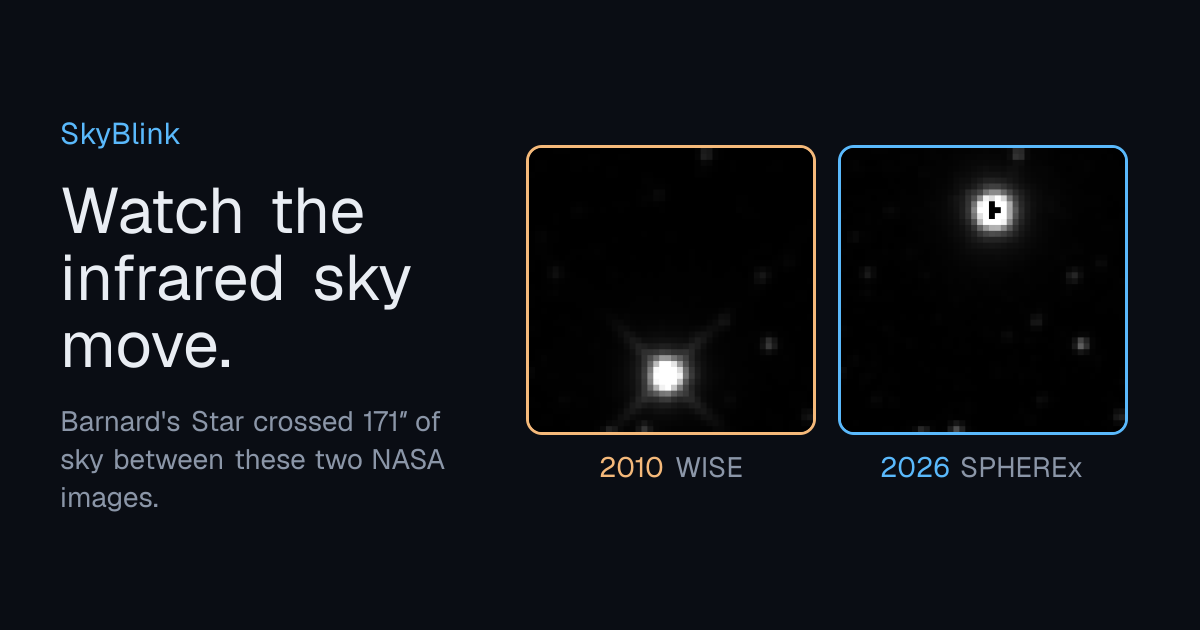 SkyBlink
Watch the
infrared sky
move.
Barnard's Star crossed 171″ of
sky between these two NASA
images.
2010 WISE
2026 SPHEREx